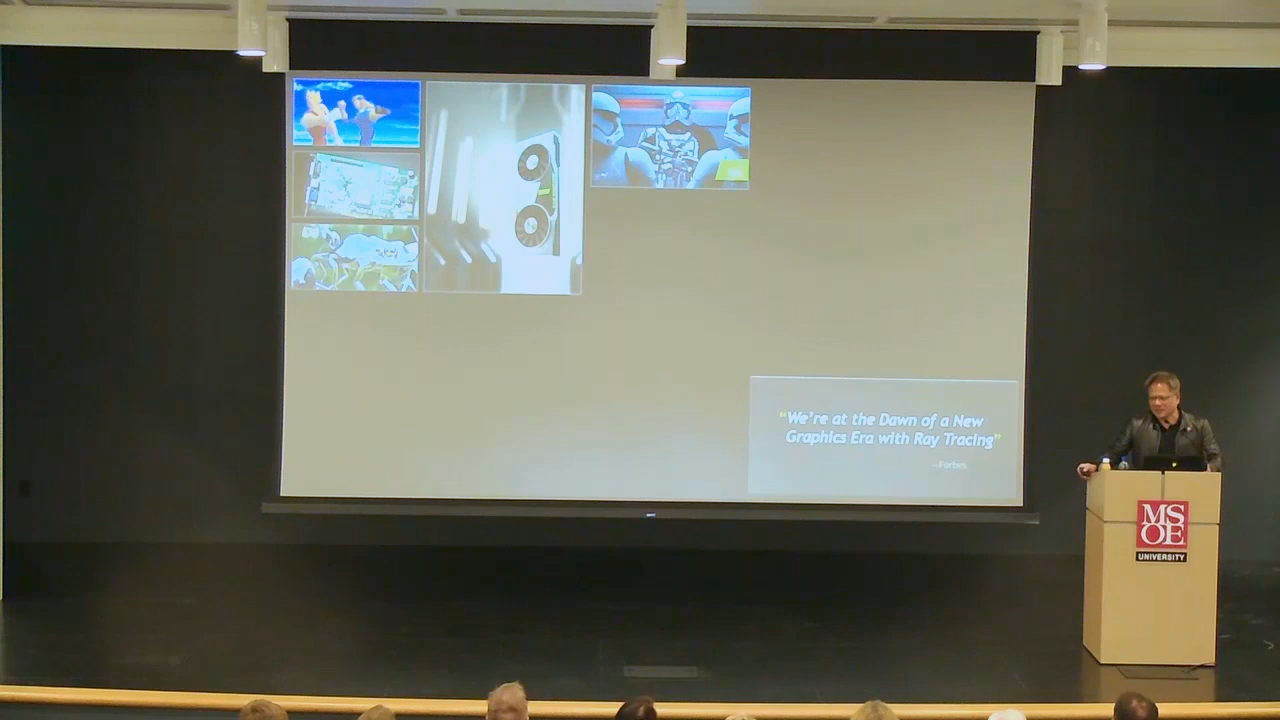 "We're at the Dawn of a New
Graphics Era with Ray Tracing"
—Forbes
MS
OE
UNIVERSITY